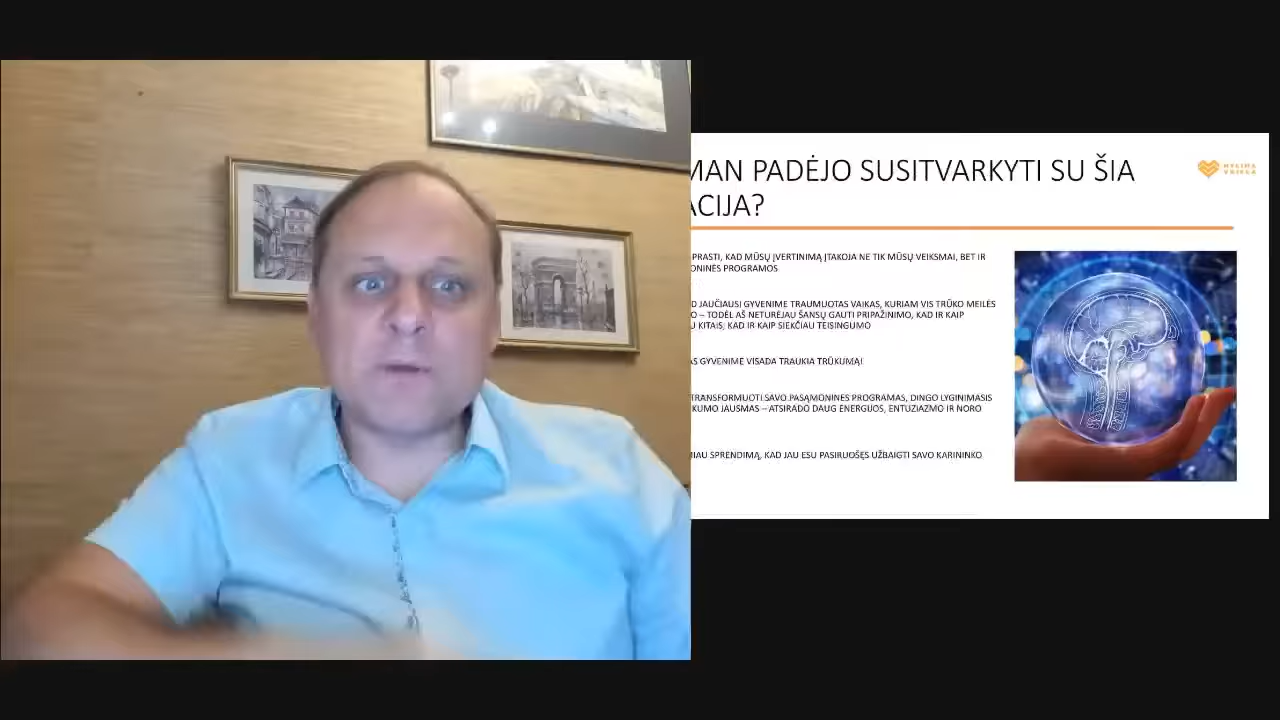 MAN PADĖJO SUSITVARKYTI SU ŠIA
ACIJA?
MYLIMA
VAIKAS
PRASTI, KAD MŪSŲ ĮVERTINIMĄ ĮTAKOJA NE TIK MŪSŲ VEIKSMAI, BET IR
ONINĖS PROGRAMOS
D JAUČIAUSI GYVENIME TRAUMUOTAS VAIKAS, KURIAM VIS TRŪKO MEILĖS
O – TODĖL AŠ NETURĖJAU ŠANSŲ GAUTI PRIPAŽINIMO, KAD IR KAIP
U KITAIS; KAD IR KAIP SIEKČIAU TEISINGUMO
AS GYVENIME VISADA TRAUKIA TRŪKUMĄ!
TRANSFORMUOTI SAVO PASĄMONINES PROGRAMAS, DINGO LYGINIMASIS
KUMO JAUSMAS – ATSIRADO DAUG ENERGIJOS, ENTUZIAZMO IR NORO
MIAU SPRENDIMĄ, KAD JAU ESU PASIRUOŠĘS UŽBAIGTI SAVO KARININKO